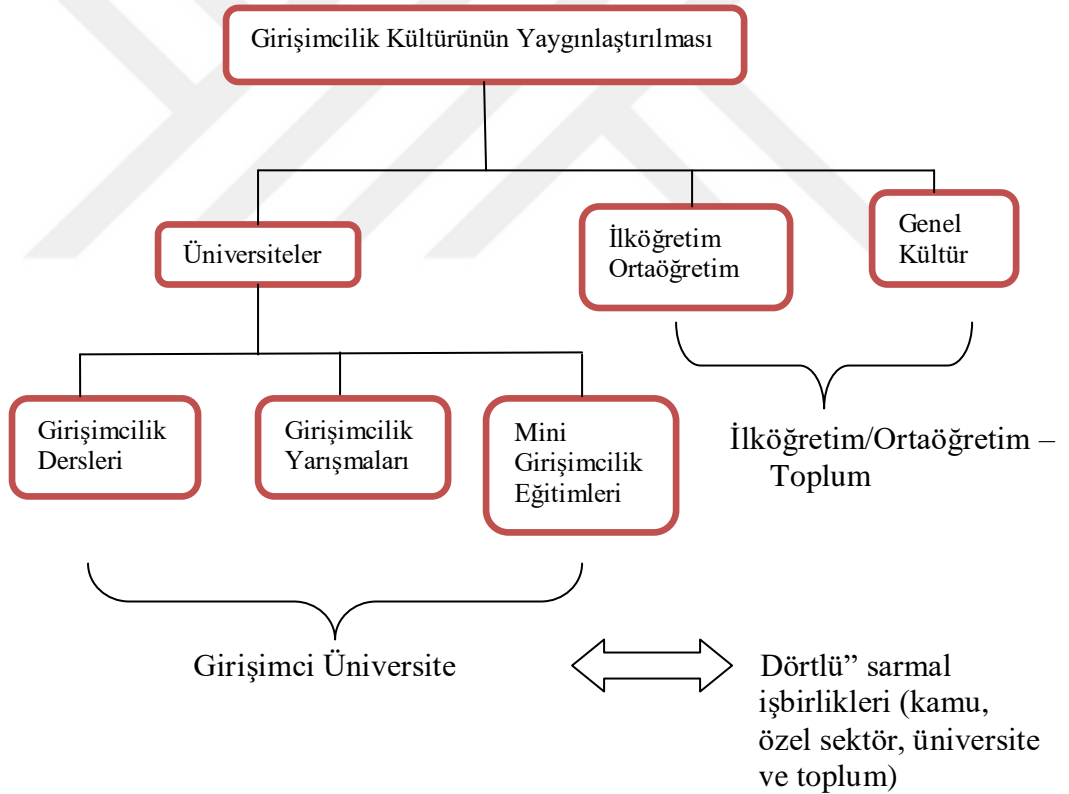 Girişimcilik Kültürünün Yaygınlaştırılması
Üniversiteler
İlköğretim
Ortaöğretim
Genel
Kültür
Girişimcilik
Dersleri
Girişimcilik
Yarışmaları
Mini
Girişimcilik
Eğitimleri
İlköğretim/Ortaöğretim –
Toplum
Girişimci Üniversite
Dörtlü” sarmal
işbirlikleri (kamu,
özel sektör, üniversite
ve toplum)